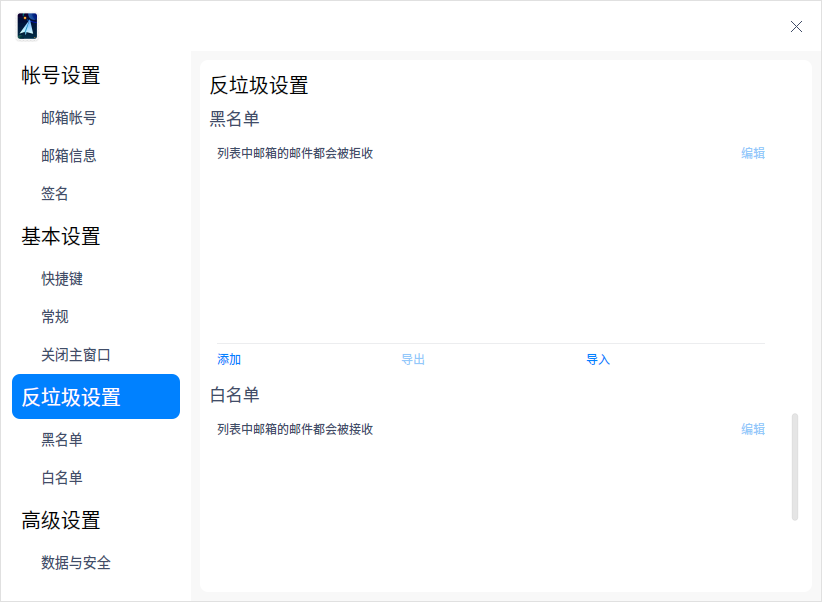 帐号设置
邮箱帐号
邮箱信息
签名
基本设置
快捷键
常规
关闭主窗口
反垃圾设置
黑名单
白名单
高级设置
数据与安全
反垃圾设置
黑名单
列表中邮箱的邮件都会被拒收 编辑
添加 导出 导入
白名单
列表中邮箱的邮件都会被接收 编辑